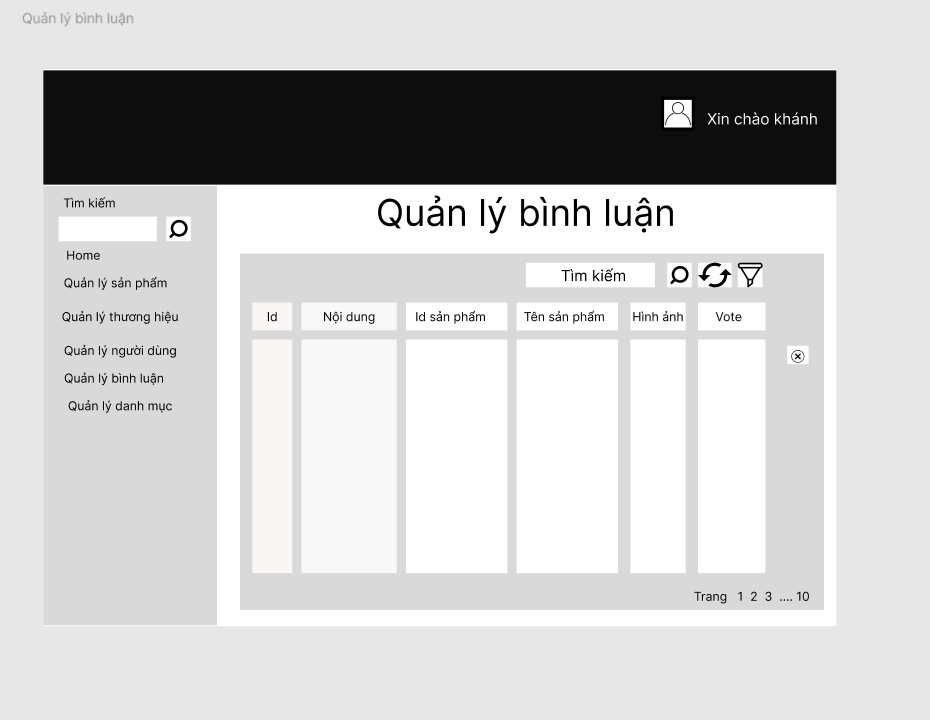 Quản lý bình luận
Xin chào khánh
Tìm kiếm
Home
Quản lý sản phẩm
Quản lý thương hiệu
Quản lý người dùng
Quản lý bình luận
Quản lý danh mục
Quản lý bình luận
Tìm kiếm
Id Nội dung Id sản phấm Tên sản phấm Hình ảnh Vote
Trang 1 2 3 .... 10